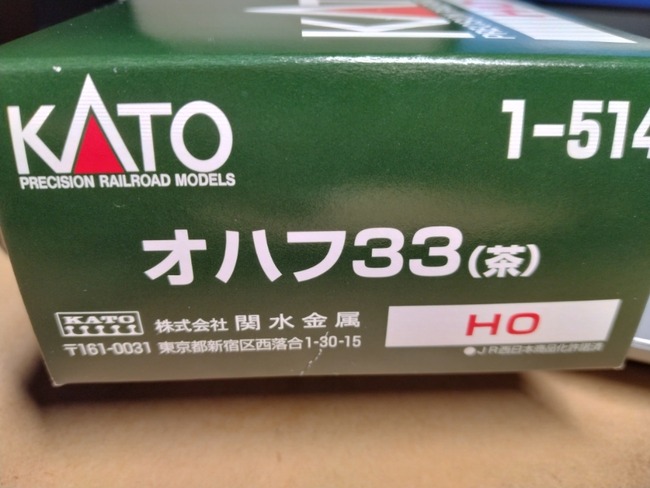 KATO
PRECISION RAILROAD MODELS
1-514
オハフ33(茶)
KATO
株式会社 関水金属
〒161-0031 東京都新宿区西落合1-30-15
HO
●JR西日本商品化許諾済